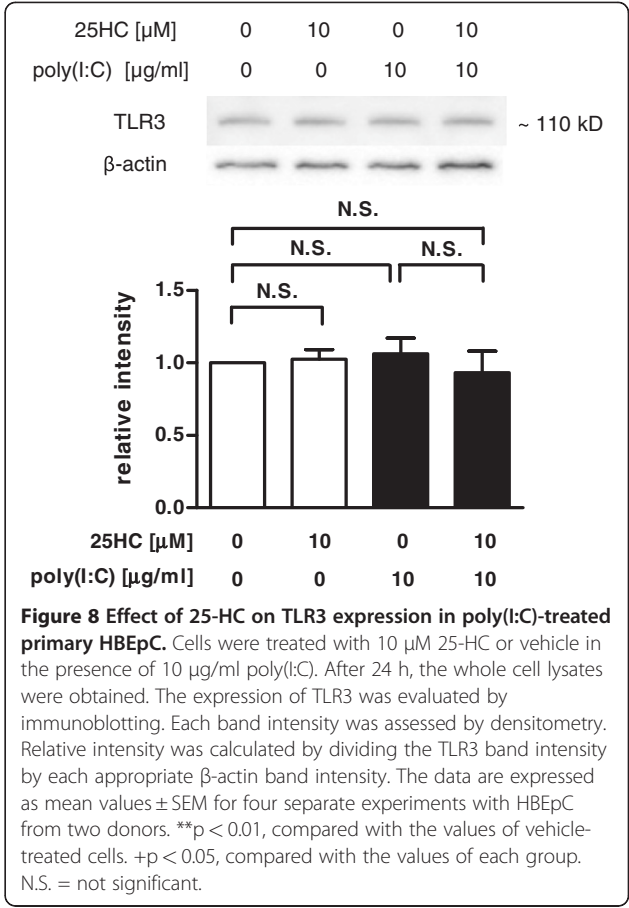 25HC [μM] 0 10 0 10
poly(I:C) [μg/ml] 0 0 10 10
TLR3 ~ 110 kD
β-actin
N.S.
N.S. N.S.
N.S.
1.5
1.0
0.5
0.0
relative intensity
25HC [μM] 0 10 0 10
poly(I:C) [μg/ml] 0 0 10 10
Figure 8 Effect of 25-HC on TLR3 expression in poly(I:C)-treated
primary HBEpC. Cells were treated with 10 μM 25-HC or vehicle in
the presence of 10 μg/ml poly(I:C). After 24 h, the whole cell lysates
were obtained. The expression of TLR3 was evaluated by
immunoblotting. Each band intensity was assessed by densitometry.
Relative intensity was calculated by dividing the TLR3 band intensity
by each appropriate β-actin band intensity. The data are expressed
as mean values ± SEM for four separate experiments with HBEpC
from two donors. **p < 0.01, compared with the values of vehicle-
treated cells. +p < 0.05, compared with the values of each group.
N.S. = not significant.